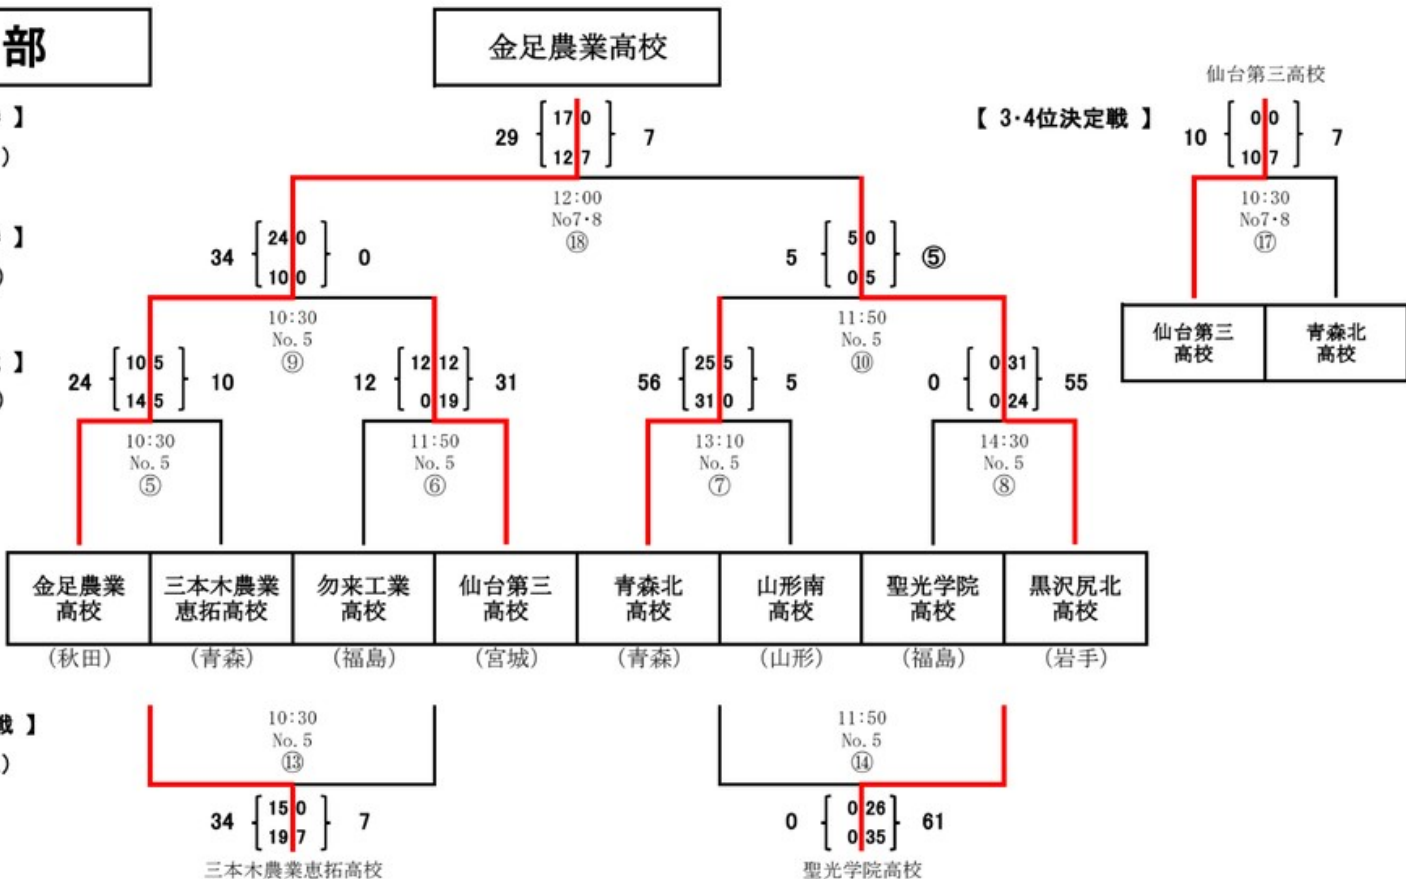 部
金足農業高校
仙台第三高校
】
【 3・4位決定戦 】
)
29 17 0 7
12 7
10 0 0 7
10 7
12:00
No7・8
⑱
10:30
No7・8
⑰
】
)
34 24 0 0
10 0
5 5 0 ⑤
0 5
10:30
No. 5
⑨
11:50
No. 5
⑩
仙台第三
高校
青森北
高校
】
)
24 10 5 10
14 5
12 12 12 31
0 19
56 25 5 5
31 0
0 0 31 55
0 24
10:30
No. 5
⑤
11:50
No. 5
⑥
13:10
No. 5
⑦
14:30
No. 5
⑧
金足農業
高校
三本木農業
恵拓高校
勿来工業
高校
仙台第三
高校
青森北
高校
山形南
高校
聖光学院
高校
黒沢尻北
高校
(秋田)
(青森)
(福島)
(宮城)
(青森)
(山形)
(福島)
(岩手)
戦 】
)
10:30
No. 5
⑬
11:50
No. 5
⑭
34 15 0 7
19 7
0 0 26 61
0 35
三本木農業恵拓高校
聖光学院高校